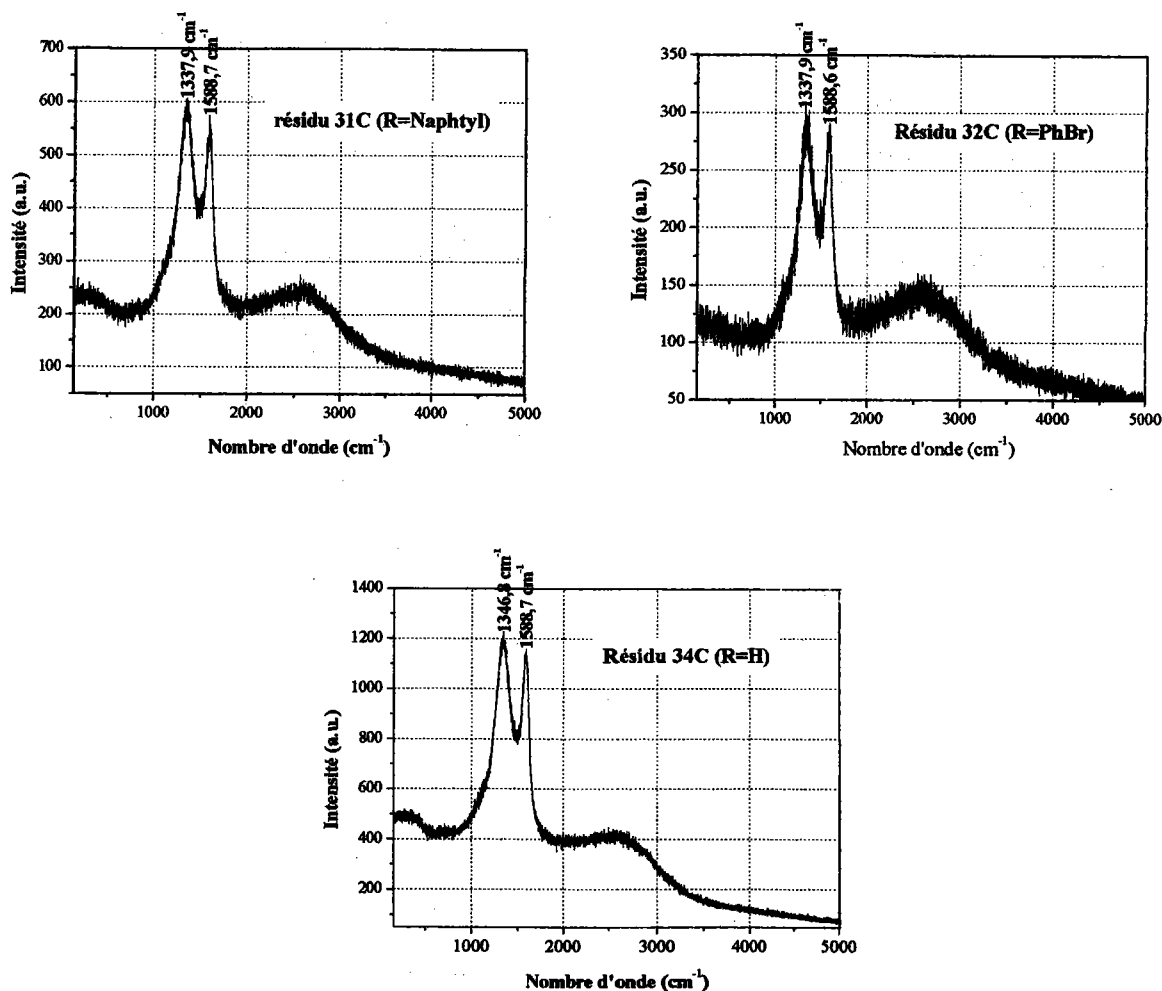 1337,9 cm-1
1588,7 cm-1
résidu 31C (R=Naphtyl)
Intensité (a.u.)
700
600
500
400
300
200
100
1000 2000 3000 4000 5000
Nombre d'onde (cm-1)
1337,9 cm-1
1588,6 cm-1
Résidu 32C (R=PhBr)
Intensité (a.u.)
350
300
250
200
150
100
50
1000 2000 3000 4000 5000
Nombre d'onde (cm-1)
1346,8 cm-1
1588,7 cm-1
Résidu 34C (R=H)
Intensité (a.u.)
1400
1200
1000
800
600
400
200
1000 2000 3000 4000 5000
Nombre d'onde (cm-1)